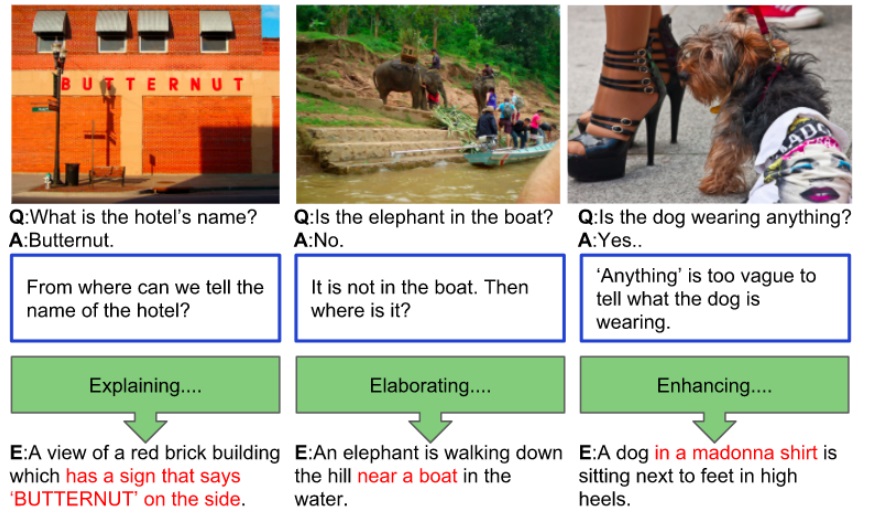 BUTTERNUT
Q:What is the hotel's name?
A:Butternut.
From where can we tell the
name of the hotel?
Explaining....
E:A view of a red brick building
which has a sign that says
'BUTTERNUT' on the side.
Q:Is the elephant in the boat?
A:No.
It is not in the boat. Then
where is it?
Elaborating....
E:An elephant is walking down
the hill near a boat in the
water.
Q:Is the dog wearing anything?
A:Yes..
‘Anything’ is too vague to
tell what the dog is
wearing.
Enhancing....
E:A dog in a madonna shirt is
sitting next to feet in high
heels.